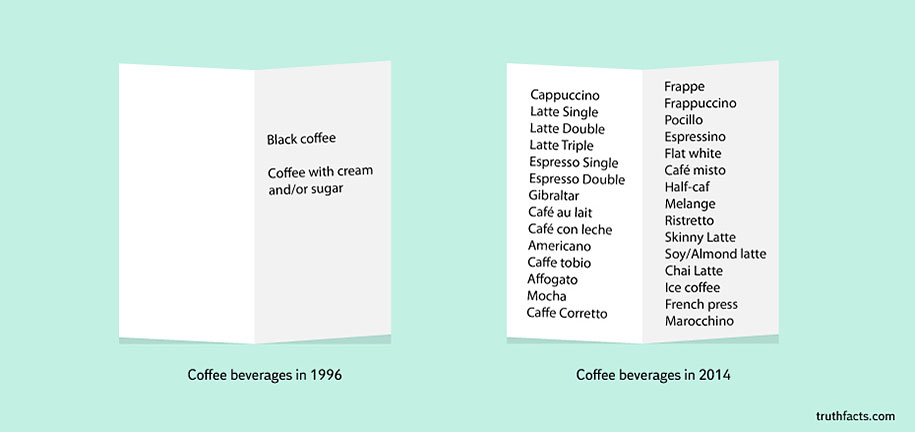 Black coffee
Coffee with cream
and/or sugar
Coffee beverages in 1996
Cappuccino
Latte Single
Latte Double
Latte Triple
Espresso Single
Espresso Double
Gibraltar
Café au lait
Café con leche
Americano
Caffe tobio
Affogato
Mocha
Caffe Corretto
Frappe
Frappuccino
Pocillo
Espressino
Flat white
Café misto
Half-caf
Melange
Ristretto
Skinny Latte
Soy/Almond latte
Chai Latte
Ice coffee
French press
Marocchino
Coffee beverages in 2014
truthfacts.com